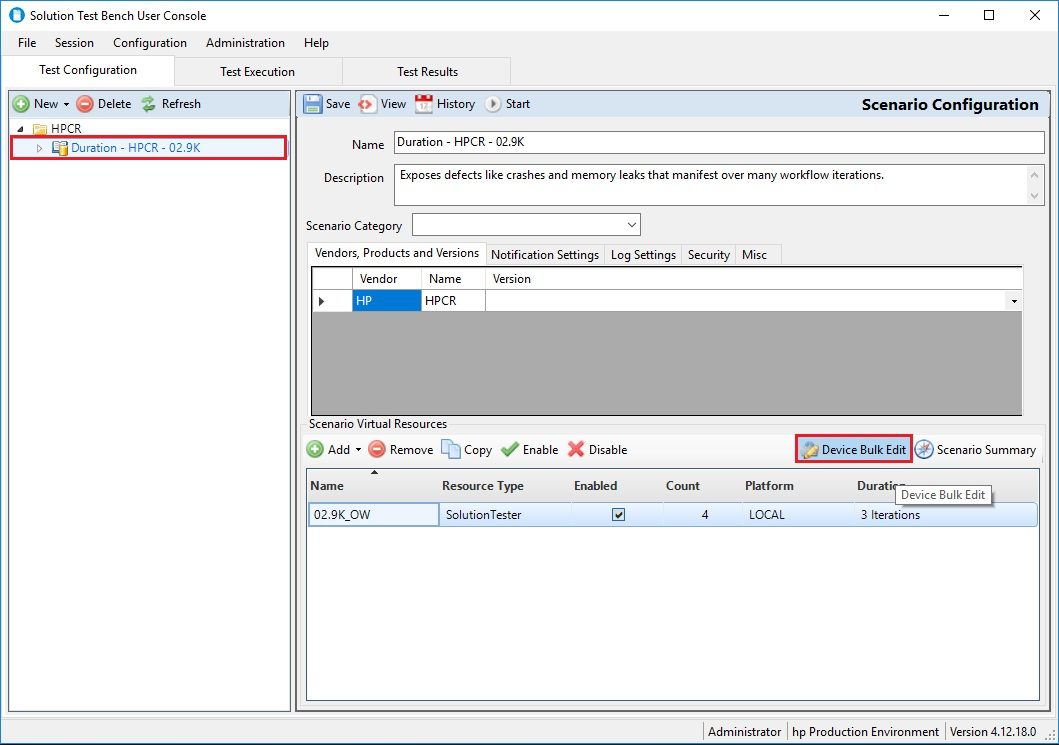 Solution Test Bench User Console
File Session Configuration Administration Help
Test Configuration Test Execution Test Results
New Delete Refresh
HPCR
Duration - HPCR - 02.9K
Save View 12 History Start Scenario Configuration
Name Duration - HPCR - 02.9K
Description Exposes defects like crashes and memory leaks that manifest over many workflow iterations.
Scenario Category
Vendors, Products and Versions Notification Settings Log Settings Security Misc
Vendor Name Version
HP HPCR
Scenario Virtual Resources
Add Remove Copy Enable Disable Device Bulk Edit Scenario Summary
Name Resource Type Enabled Count Platform Duration
Device Bulk Edit
02.9K_OW SolutionTester 4 LOCAL 3 Iterations
Administrator hp Production Environment Version 4.12.18.0